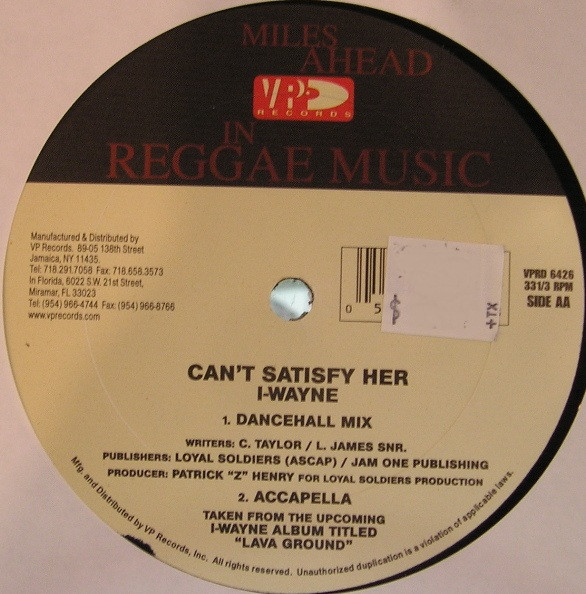 MILES
AHEAD
VP
RECORDS
IN
REGGAE MUSIC
Manufactured & Distributed by
VP Records. 89-05 138th Street
Jamaica, NY 11435.
Tel: 718.291.7058 Fax: 718.658.3573
In Florida, 6022 S.W. 21st Street,
Miramar, FL 33023
Tel: (954) 966-4744 Fax: (954) 966-8766
www.vprecords.com
0 5
+TX
VPRD 6426
331/3 RPM
SIDE AA
CAN'T SATISFY HER
I-WAYNE
1. DANCEHALL MIX
WRITERS: C. TAYLOR / L. JAMES SNR.
PUBLISHERS: LOYAL SOLDIERS (ASCAP) / JAM ONE PUBLISHING
PRODUCER: PATRICK "Z" HENRY FOR LOYAL SOLDIERS PRODUCTION
2. ACCAPELLA
TAKEN FROM THE UPCOMING
I-WAYNE ALBUM TITLED
"LAVA GROUND"
Mfg. and Distributed by VP Records, Inc. All rights reserved. Unauthorized duplication is a violation of applicable laws.